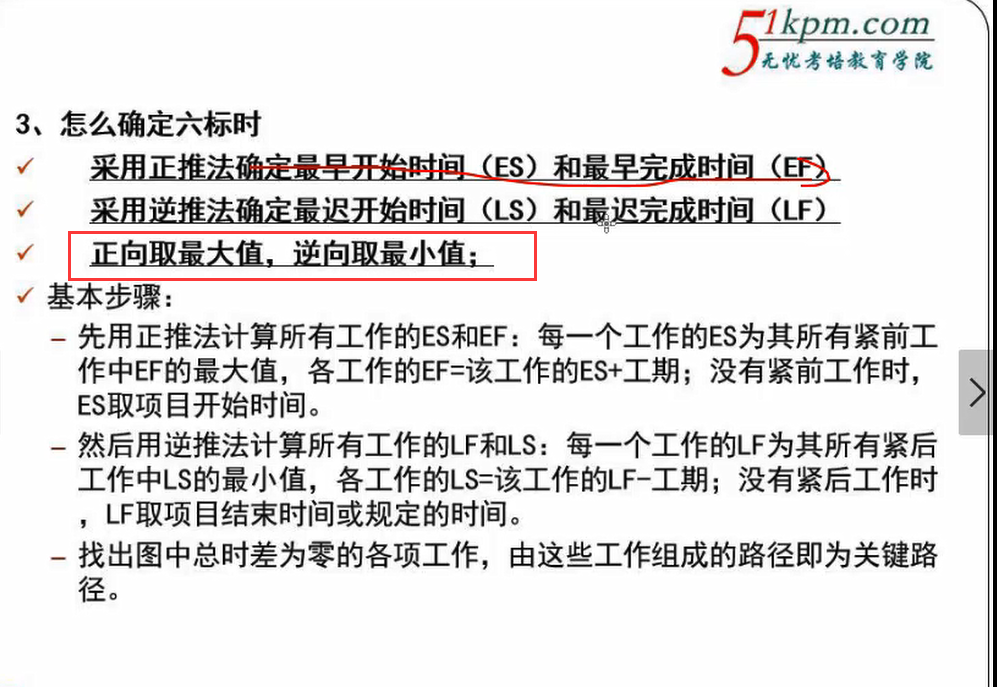 51kpm.com
无忧考培教育学院
3、怎么确定六标时
采用正推法确定最早开始时间（ES）和最早完成时间（EF）
采用逆推法确定最迟开始时间（LS）和最迟完成时间（LF）
正向取最大值，逆向取最小值；
基本步骤：
– 先用正推法计算所有工作的ES和EF：每一个工作的ES为其所有紧前工
作中EF的最大值，各工作的EF=该工作的ES+工期；没有紧前工作时，
ES取项目开始时间。
– 然后用逆推法计算所有工作的LF和LS：每一个工作的LF为其所有紧后
工作中LS的最小值，各工作的LS=该工作的LF-工期；没有紧后工作时
，LF取项目结束时间或规定的时间。
– 找出图中总时差为零的各项工作，由这些工作组成的路径即为关键路
径。